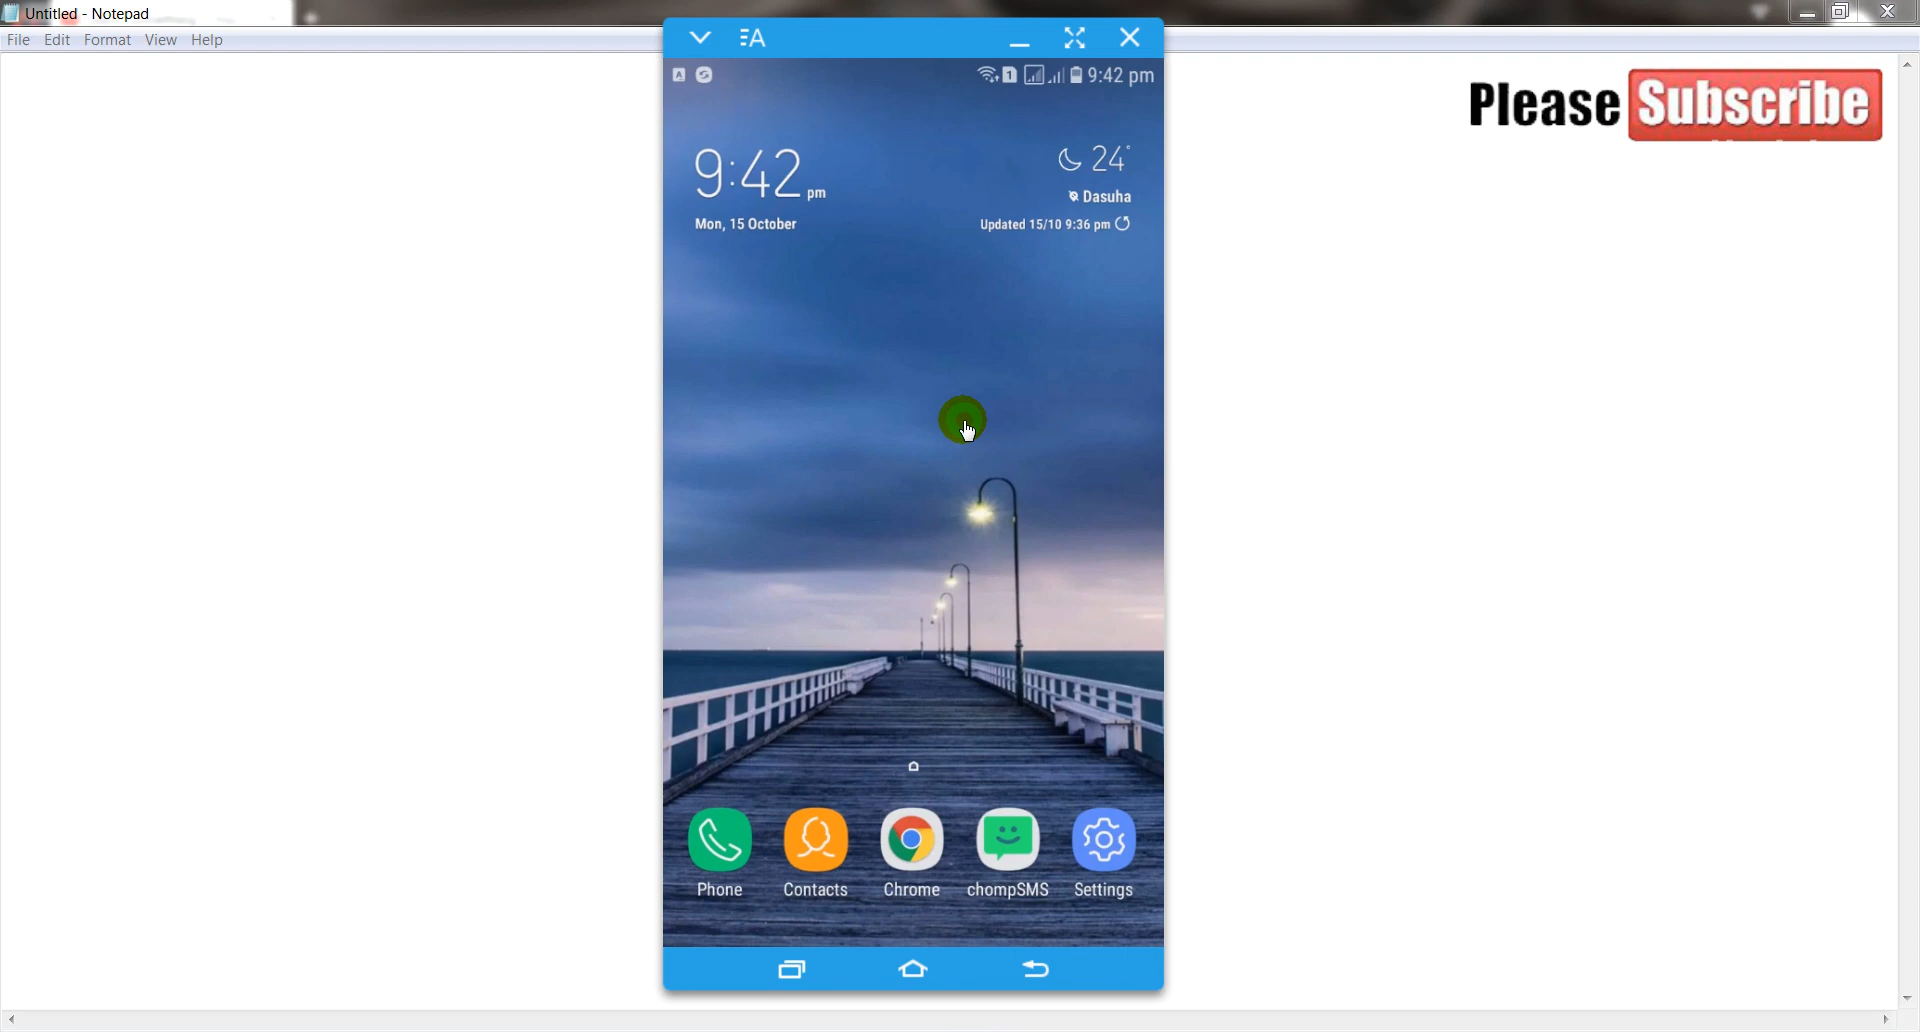 Untitled - Notepad
File Edit Format View Help
Please Subscribe
9:42 pm
9:42 pm
Mon, 15 October
24°
Dasuha
Updated 15/10 9:36 pm
Phone Contacts Chrome chompSMS Settings